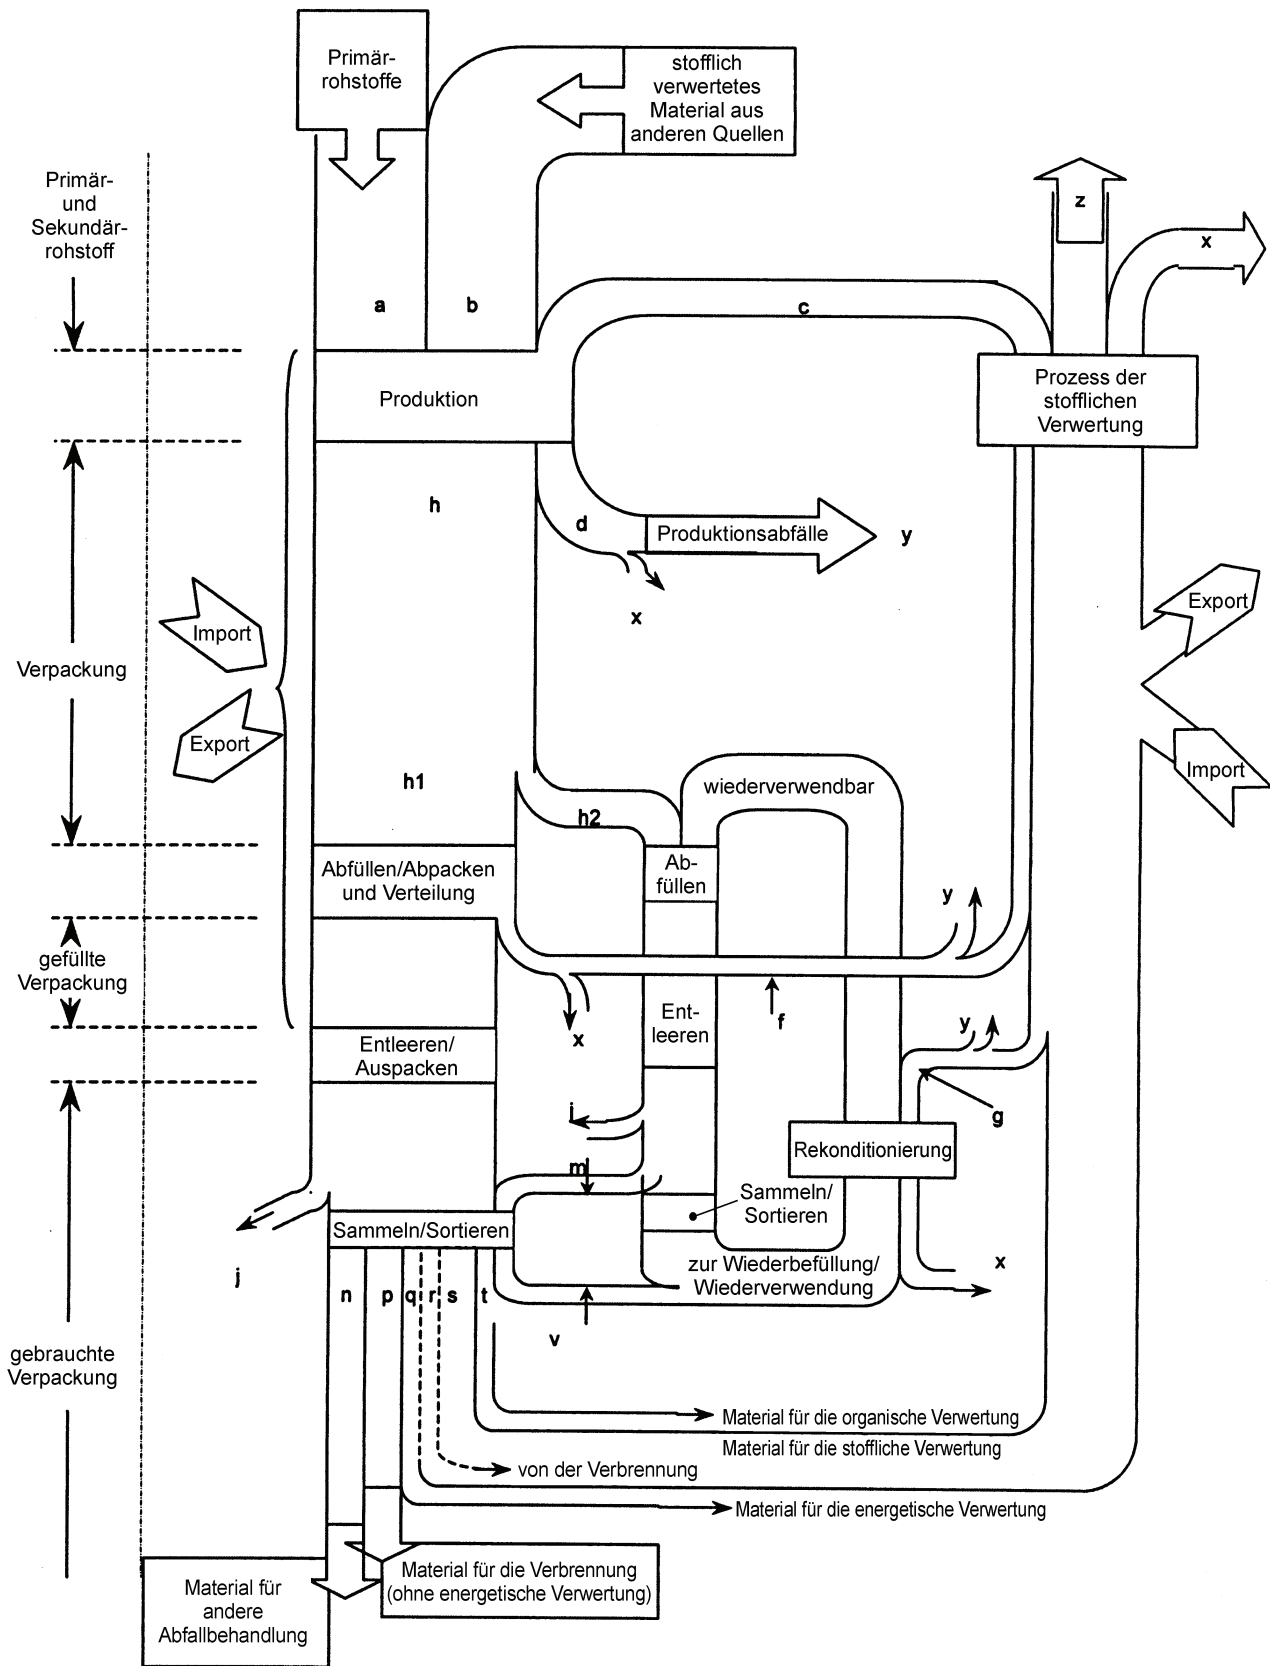 Primär-
rohstoffe
stofflich
verwertetes
Material aus
anderen Quellen
Primär-
und
Sekundär-
rohstoff
z
x
a
b
c
Produktion
Prozess der
stofflichen
Verwertung
h
d
Produktionsabfälle
y
x
Import
Export
Verpackung
Export
Import
h1
h2
wiederverwendbar
Abfüllen/Abpacken
und Verteilung
Ab-
füllen
y
gefüllte
Verpackung
x
Ent-
leeren
f
y
Entleeren/
Auspacken
i
g
Rekonditionierung
m
Sammeln/
Sortieren
Sammeln/Sortieren
zur Wiederbefüllung/
Wiederverwendung
x
j
n
p
q
r
s
t
v
gebrauchte
Verpackung
Material für die organische Verwertung
Material für die stoffliche Verwertung
von der Verbrennung
Material für die energetische Verwertung
Material für die Verbrennung
(ohne energetische Verwertung)
Material für
andere
Abfallbehandlung